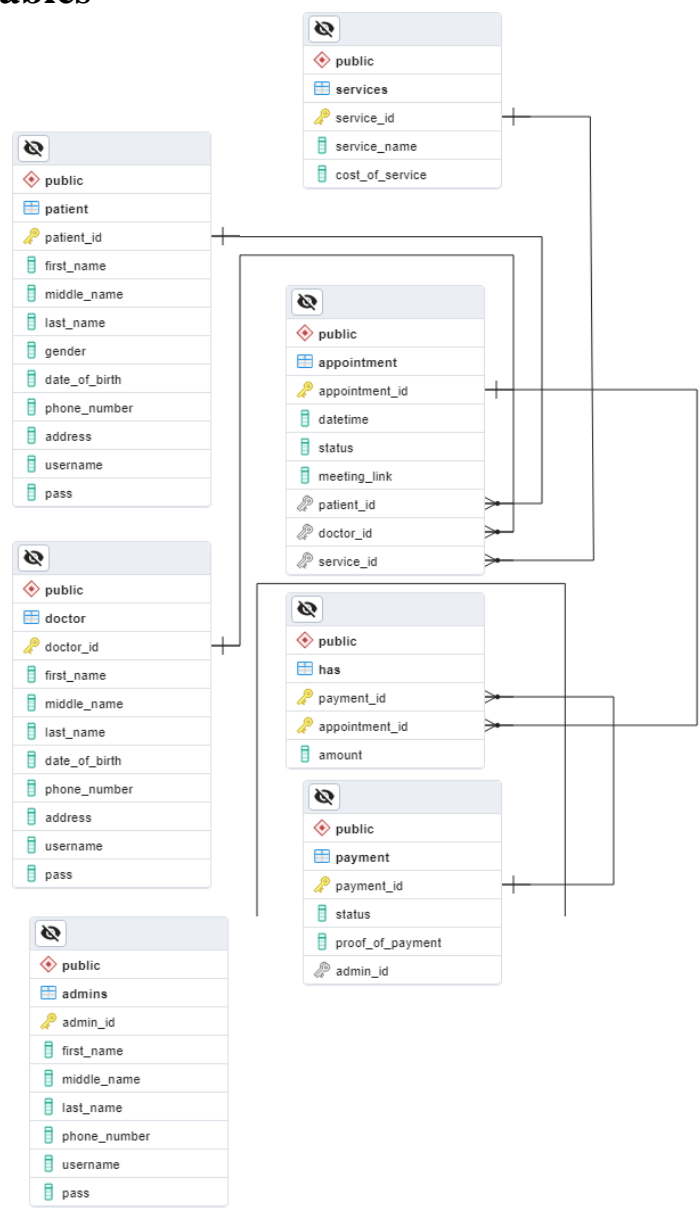 public
services
service_id
service_name
cost_of_service
public
patient
patient_id
first_name
middle_name
last_name
gender
date_of_birth
phone_number
address
username
pass
public
appointment
appointment_id
datetime
status
meeting_link
patient_id
doctor_id
service_id
public
doctor
doctor_id
first_name
middle_name
last_name
date_of_birth
phone_number
address
username
pass
public
has
payment_id
appointment_id
amount
public
payment
payment_id
status
proof_of_payment
admin_id
public
admins
admin_id
first_name
middle_name
last_name
phone_number
username
pass